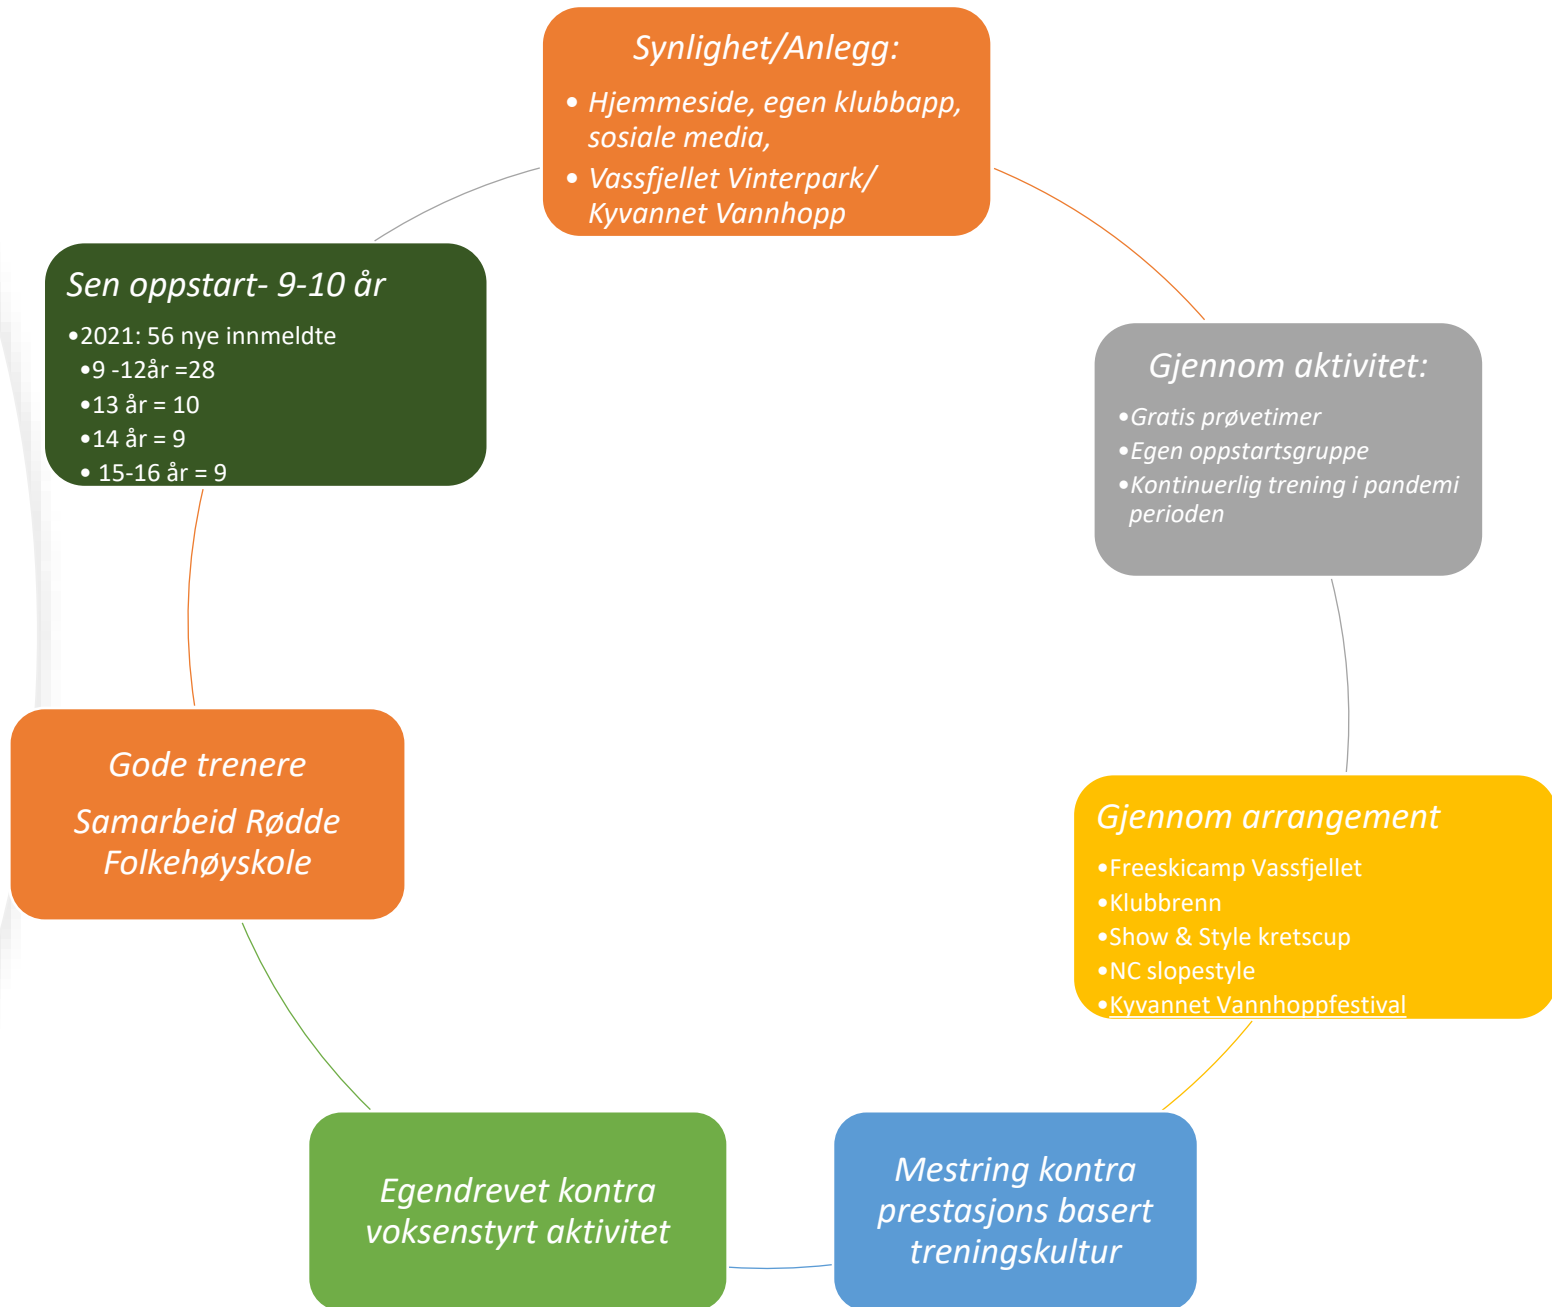 Synlighet/Anlegg:
• Hjemmeside, egen klubbapp,
sosiale media,
• Vassfjellet Vinterpark/
Kyvannet Vannhopp
Gjennom aktivitet:
•Gratis prøvetimer
•Egen oppstartsgruppe
•Kontinuerlig trening i pandemi
perioden
Gjennom arrangement
•Freeskicamp Vassfjellet
•Klubbrenn
•Show & Style kretscup
•NC slopestyle
•Kyvannet Vannhoppfestival
Mestring kontra
prestasjons basert
treningskultur
Egendrevet kontra
voksenstyrt aktivitet
Gode trenere
Samarbeid Rødde
Folkehøyskole
Sen oppstart- 9-10 år
•2021: 56 nye innmeldte
•9 -12år =28
•13 år = 10
•14 år = 9
• 15-16 år = 9